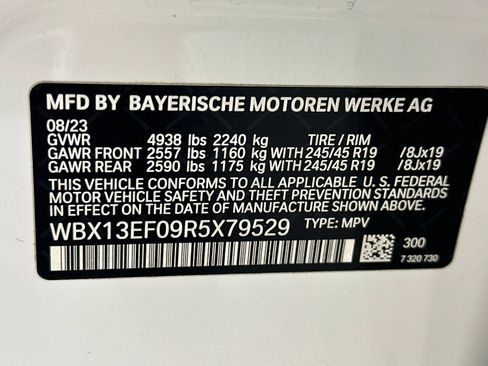 MFD BY BAYERISCHE MOTOREN WERKE AG
08/23
GVWR 4938 lbs 2240 kg TIRE / RIM
GAWR FRONT 2557 lbs 1160 kg WITH 245/45 R19 /8Jx19
GAWR REAR 2590 lbs 1175 kg WITH 245/45 R19 /8Jx19
THIS VEHICLE CONFORMS TO ALL APPLICABLE U. S. FEDERAL
MOTOR VEHICLE SAFETY AND THEFT PREVENTION STANDARDS
IN EFFECT ON THE DATE OF MANUFACTURE SHOWN ABOVE.
WBX13EF09R5X79529 TYPE: MPV
300
7 320 730